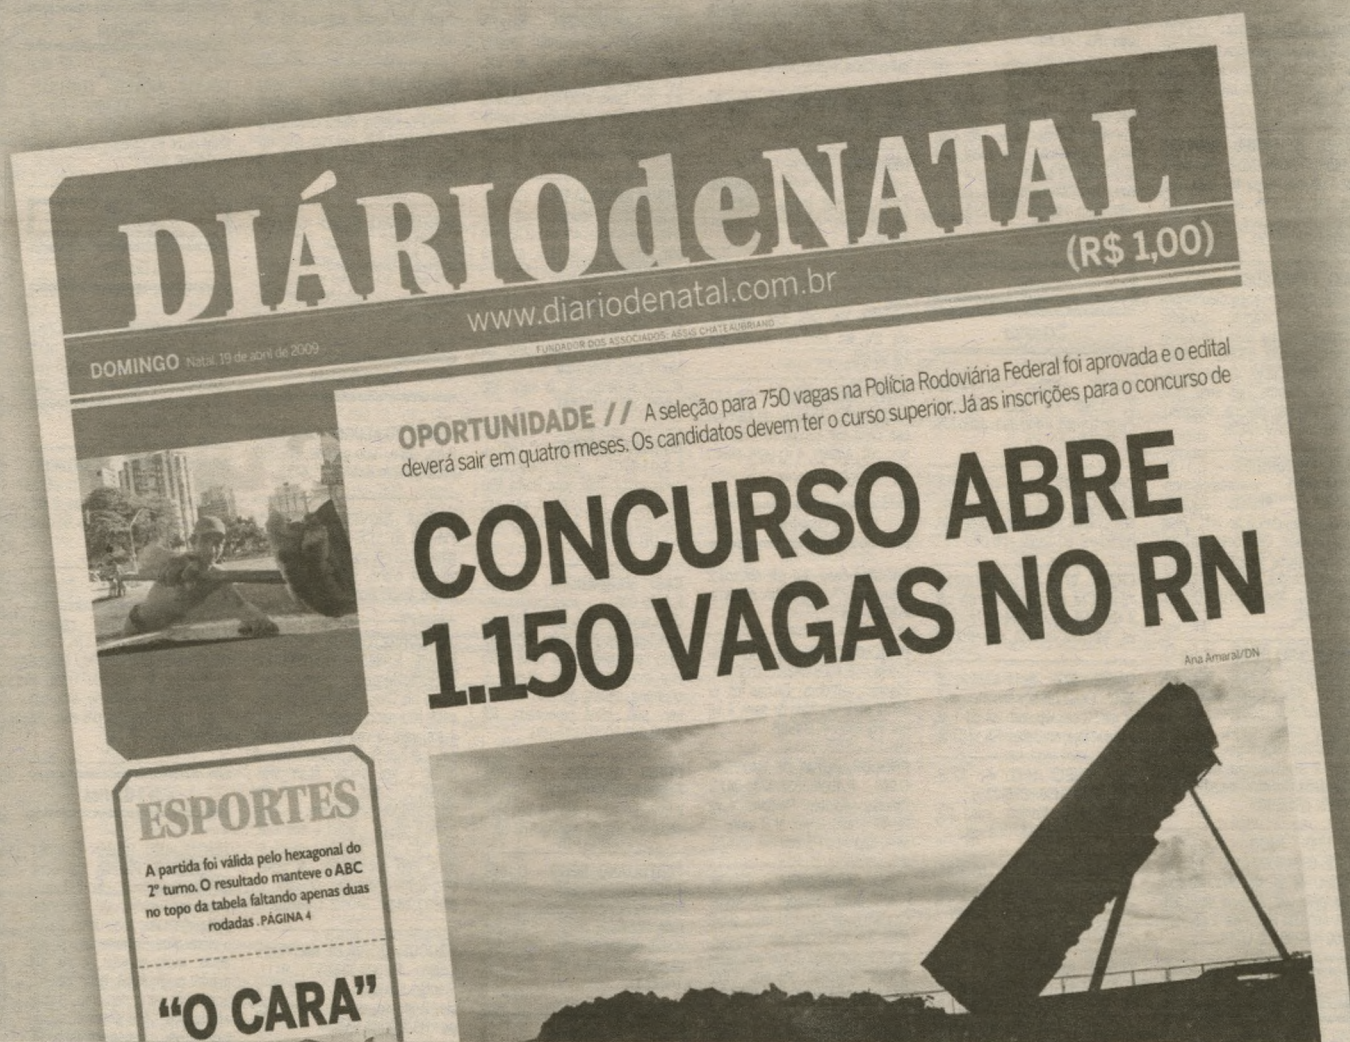 DIÁRIOdeNATAL
(R$ 1,00)
www.diariodenatal.com.br
DOMINGO Natal, 19 de abril de 2009
FUNDADOR DOS ASSOCIADOS: ASSIS CHATEAUBRIAND
OPORTUNIDADE // A seleção para 750 vagas na Polícia Rodoviária Federal foi aprovada e o edital
deverá sair em quatro meses. Os candidatos devem ter o curso superior. Já as inscrições para o concurso de
CONCURSO ABRE
1.150 VAGAS NO RN
Ana Amaral/DN
ESPORTES
A partida foi válida pelo hexagonal do
2º turno. O resultado manteve o ABC
no topo da tabela faltando apenas duas
rodadas .PÁGINA 4
“O CARA”